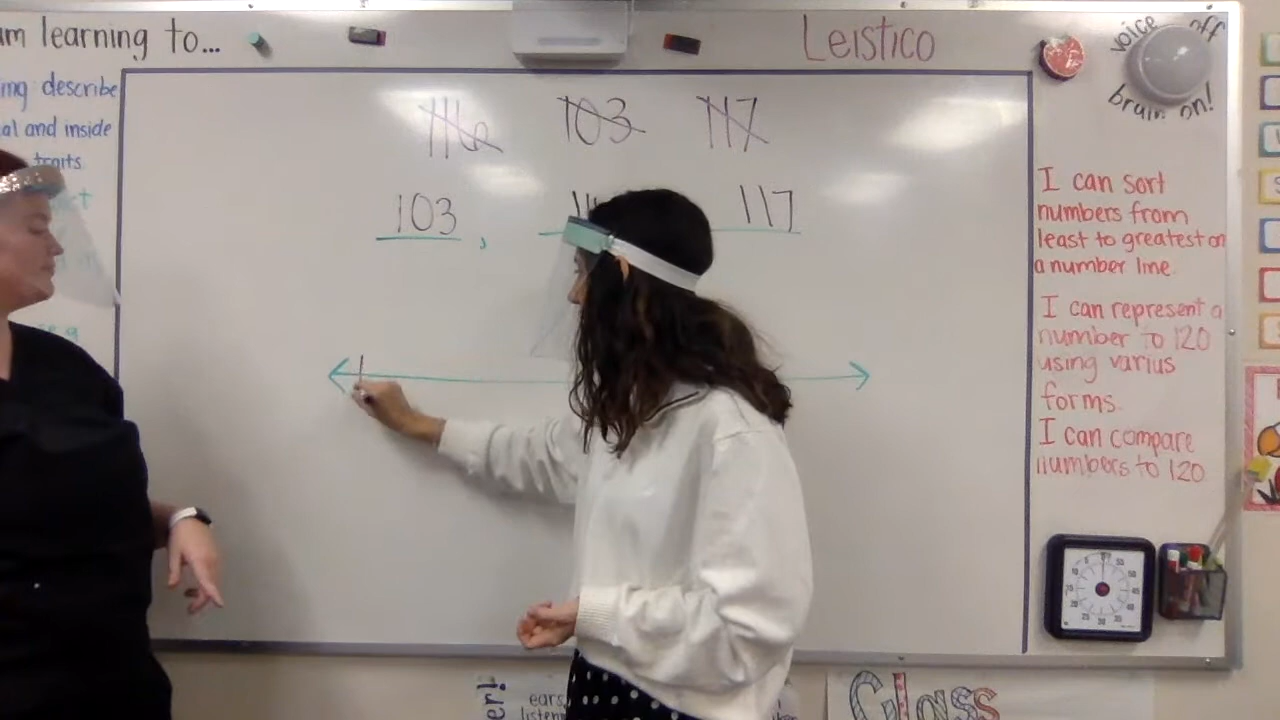 am learning to...
Leistico
voice off
brain on!
ing describe
al and inside
traits
116 103 117
103, 117
I can sort
numbers from
least to greatest on
a number line.
I can represent a
number to 120
using varius
forms.
I can compare
numbers to 120
ears
listen
Class